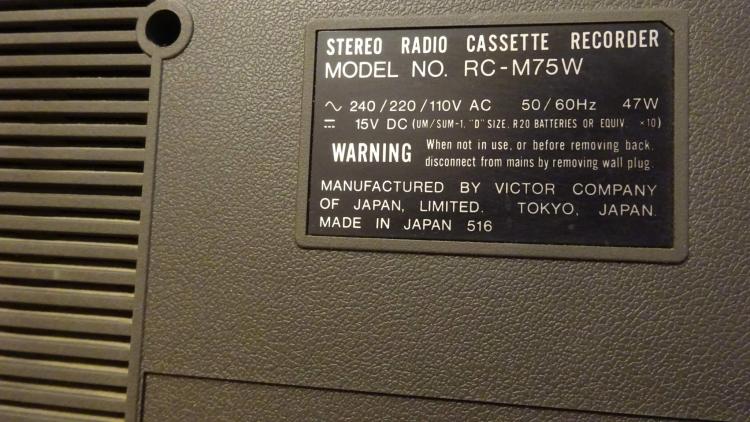 STEREO RADIO CASSETTE RECORDER
MODEL NO. RC-M75W
∿ 240/220/110V AC 50/60Hz 47W
⎓ 15V DC (UM/SUM-1. "D" SIZE. R20 BATTERIES OR EQUIV. ×10)
WARNING When not in use, or before removing back,
disconnect from mains by removing wall plug.
MANUFACTURED BY VICTOR COMPANY
OF JAPAN, LIMITED. TOKYO, JAPAN.
MADE IN JAPAN 516